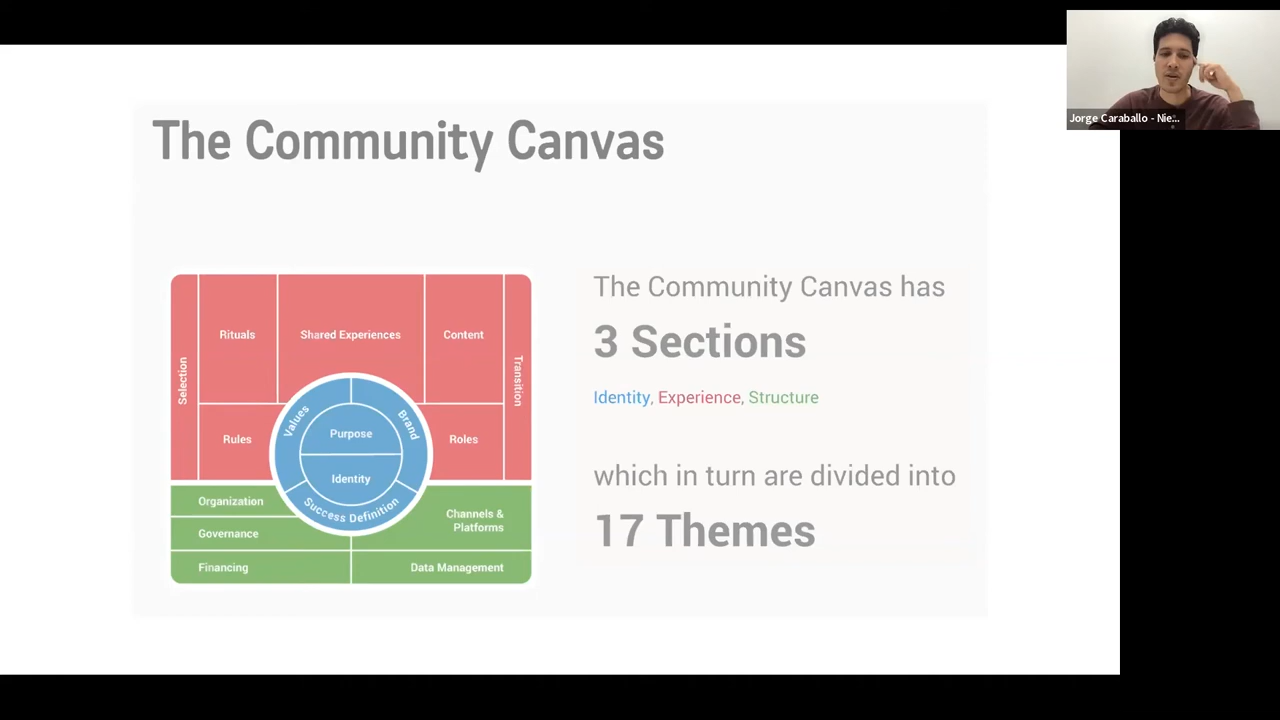 The Community Canvas
Jorge Caraballo - Nie...
Selection
Rituals
Shared Experiences
Content
Transition
Rules
Roles
Values
Brand
Purpose
Identity
Success Definition
Organization
Governance
Financing
Channels &
Platforms
Data Management
The Community Canvas has
3 Sections
Identity, Experience, Structure
which in turn are divided into
17 Themes